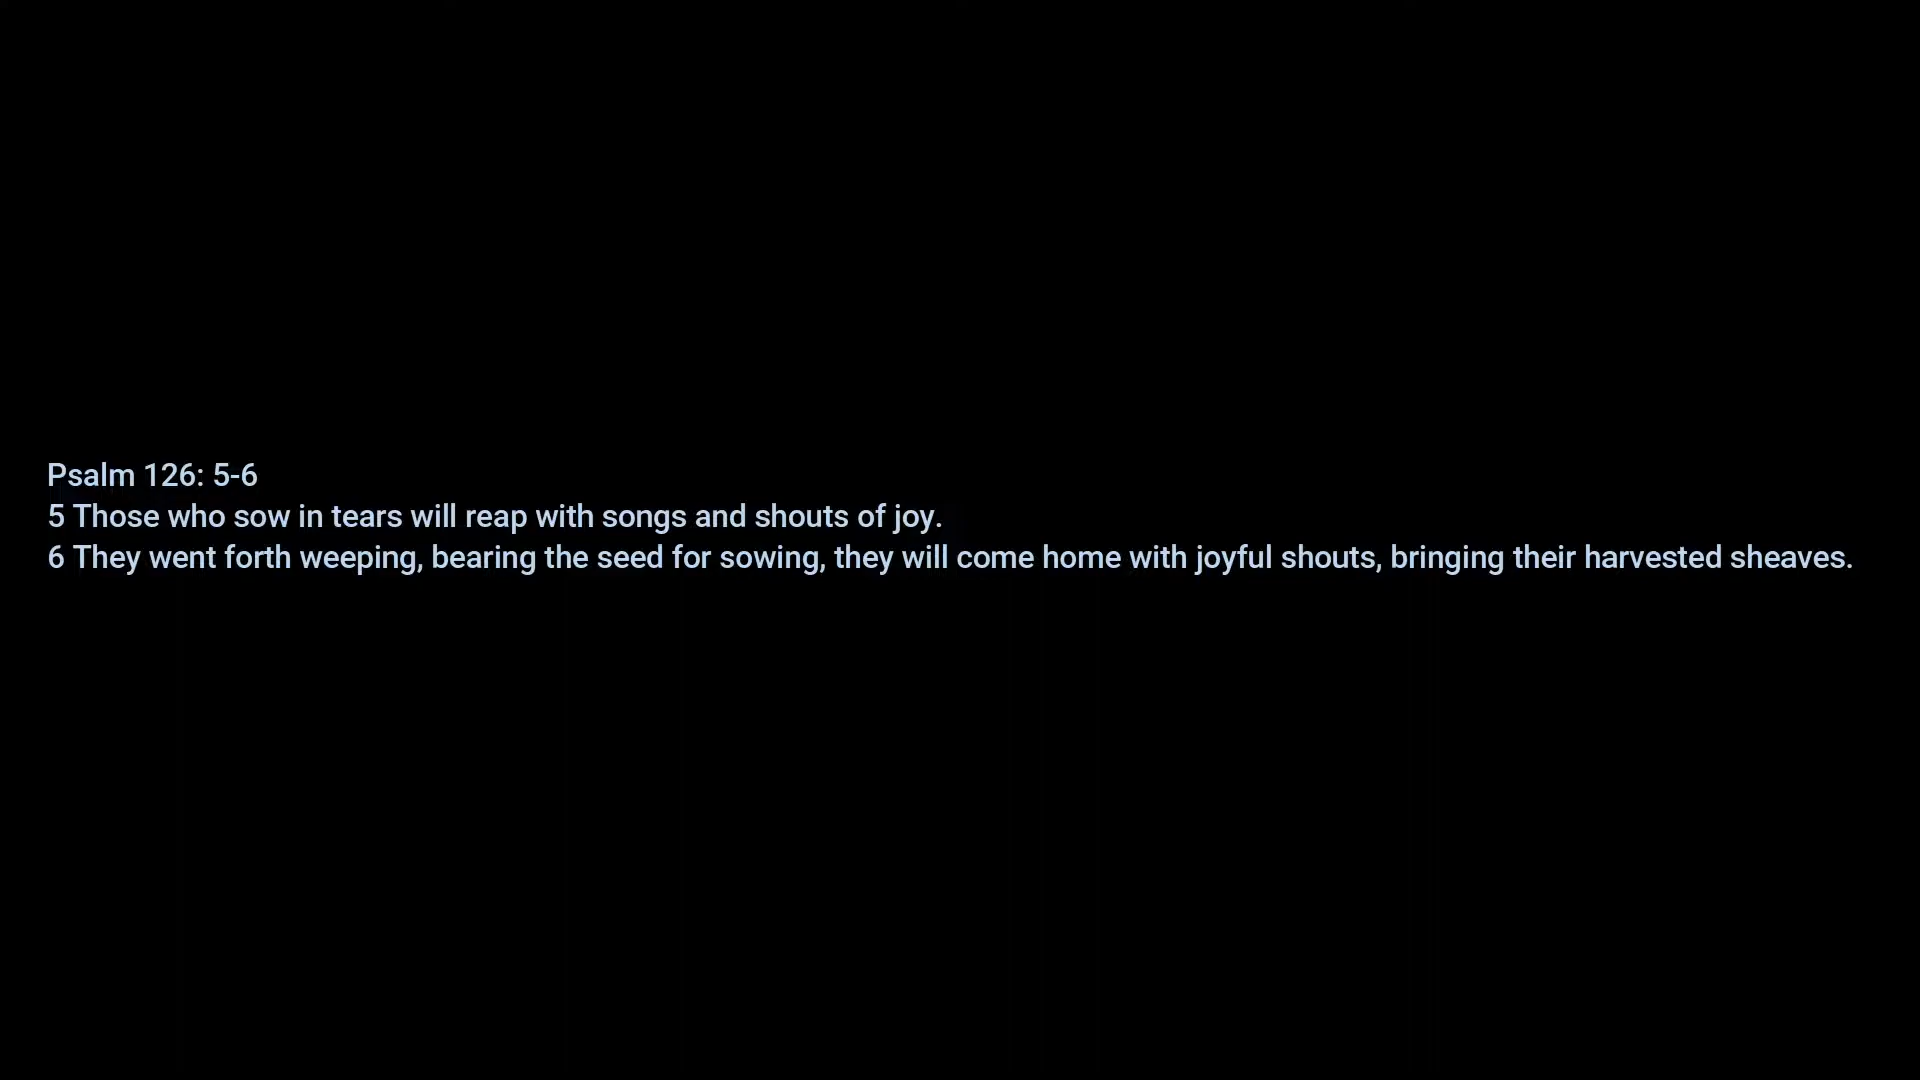 Psalm 126: 5-6
5 Those who sow in tears will reap with songs and shouts of joy.
6 They went forth weeping, bearing the seed for sowing, they will come home with joyful shouts, bringing their harvested sheaves.